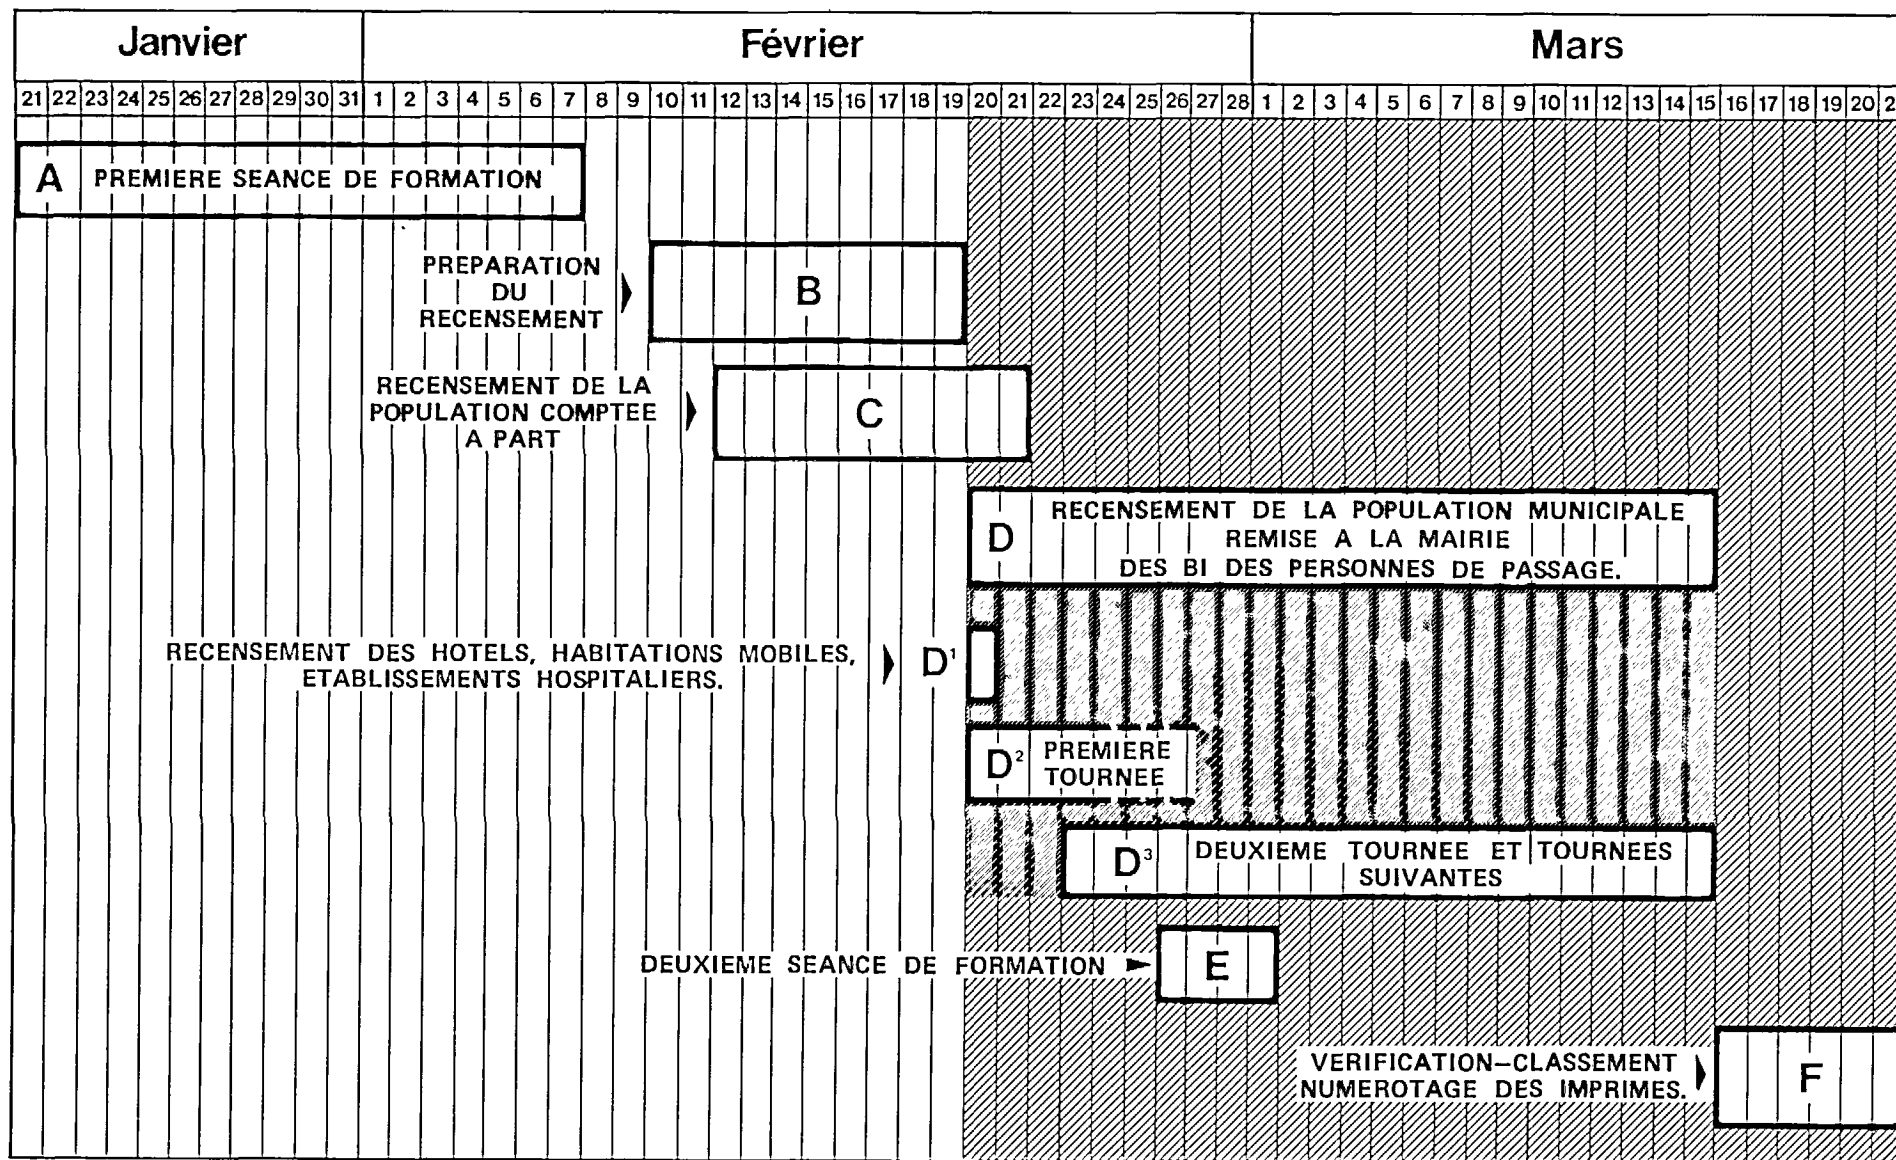 Janvier Février Mars
21 22 23 24 25 26 27 28 29 30 31 1 2 3 4 5 6 7 8 9 10 11 12 13 14 15 16 17 18 19 20 21 22 23 24 25 26 27 28 1 2 3 4 5 6 7 8 9 10 11 12 13 14 15 16 17 18 19 20 2
A PREMIERE SEANCE DE FORMATION
PREPARATION
DU
RECENSEMENT
B
RECENSEMENT DE LA
POPULATION COMPTEE
A PART
C
D
RECENSEMENT DE LA POPULATION MUNICIPALE
REMISE A LA MAIRIE
DES BI DES PERSONNES DE PASSAGE.
RECENSEMENT DES HOTELS, HABITATIONS MOBILES,
ETABLISSEMENTS HOSPITALIERS.
D¹
D²
PREMIERE
TOURNEE
D³
DEUXIEME TOURNEE ET TOURNEES
SUIVANTES
DEUXIEME SEANCE DE FORMATION
E
VERIFICATION–CLASSEMENT
NUMEROTAGE DES IMPRIMES.
F